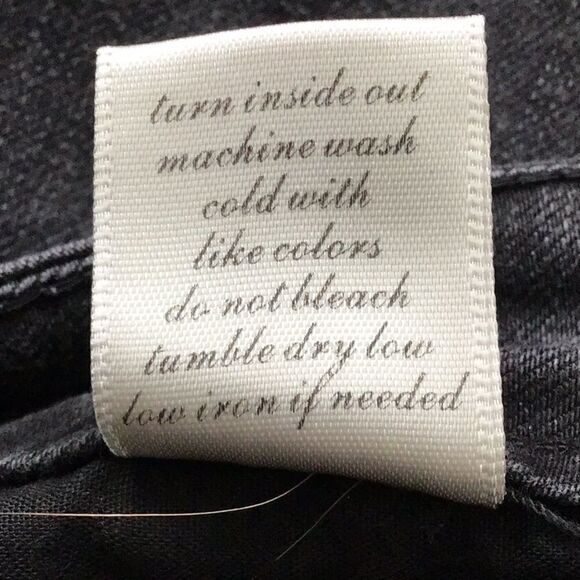 turn inside out
machine wash
cold with
like colors
do not bleach
tumble dry low
low iron if needed